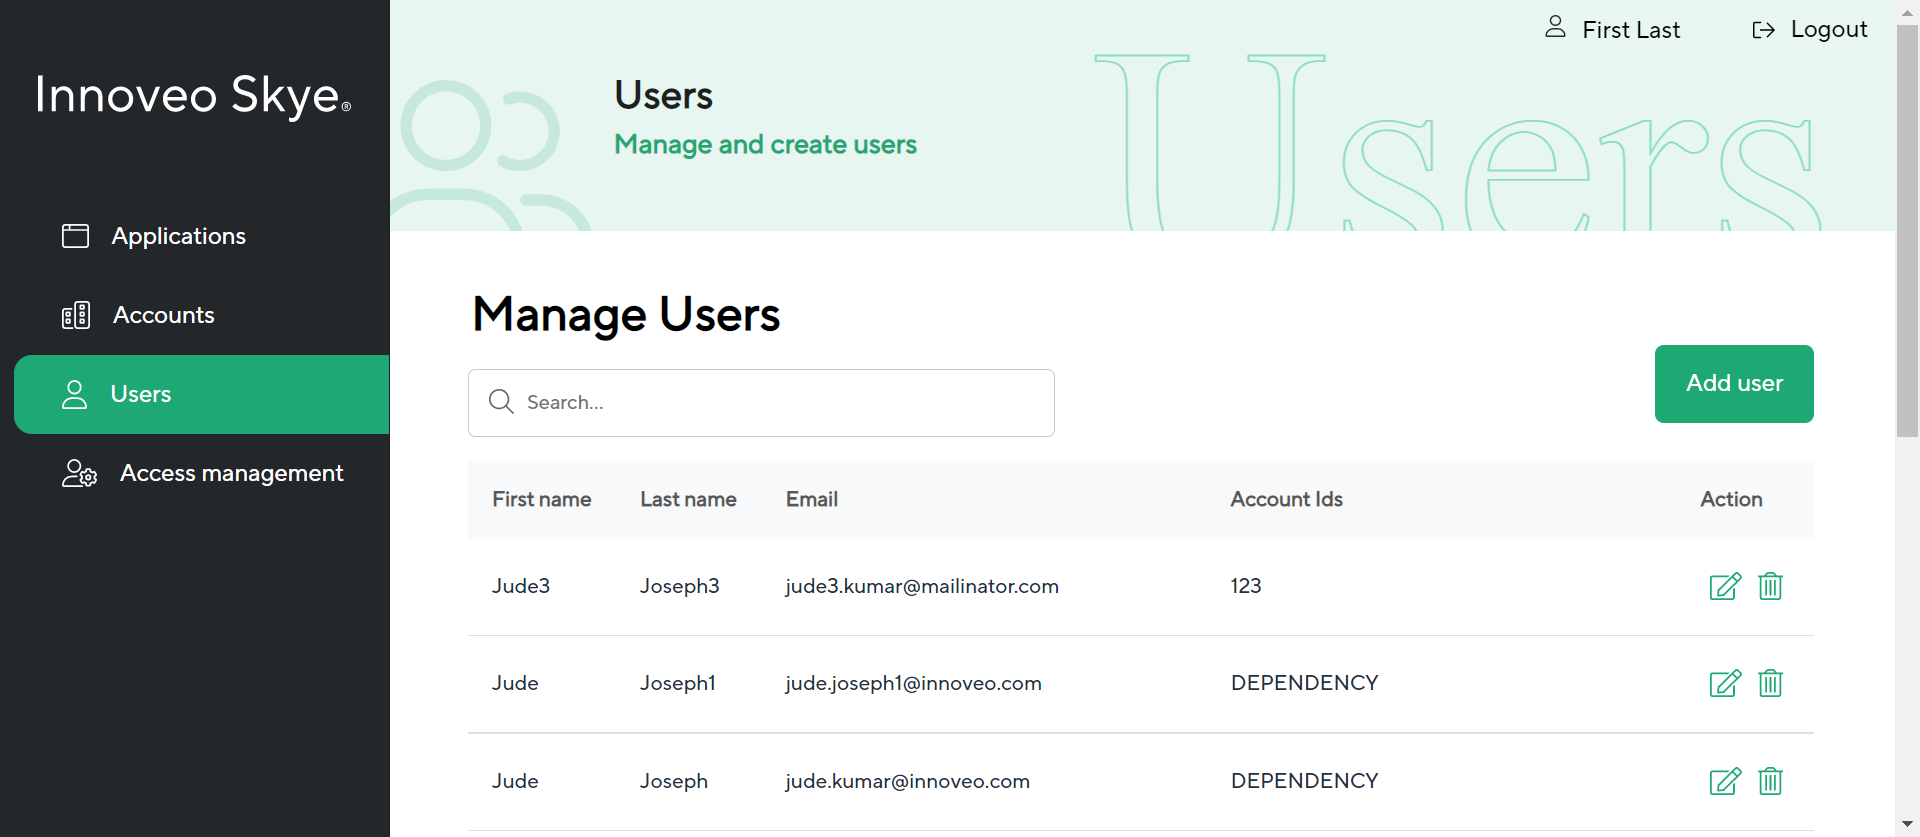 Innoveo Skye®
Applications
Accounts
Users
Access management
First Last
Logout
Users
Manage and create users
Users
Manage Users
Search...
Add user
First name Last name Email Account Ids Action
Jude3 Joseph3 jude3.kumar@mailinator.com 123
Jude Joseph1 jude.joseph1@innoveo.com DEPENDENCY
Jude Joseph jude.kumar@innoveo.com DEPENDENCY